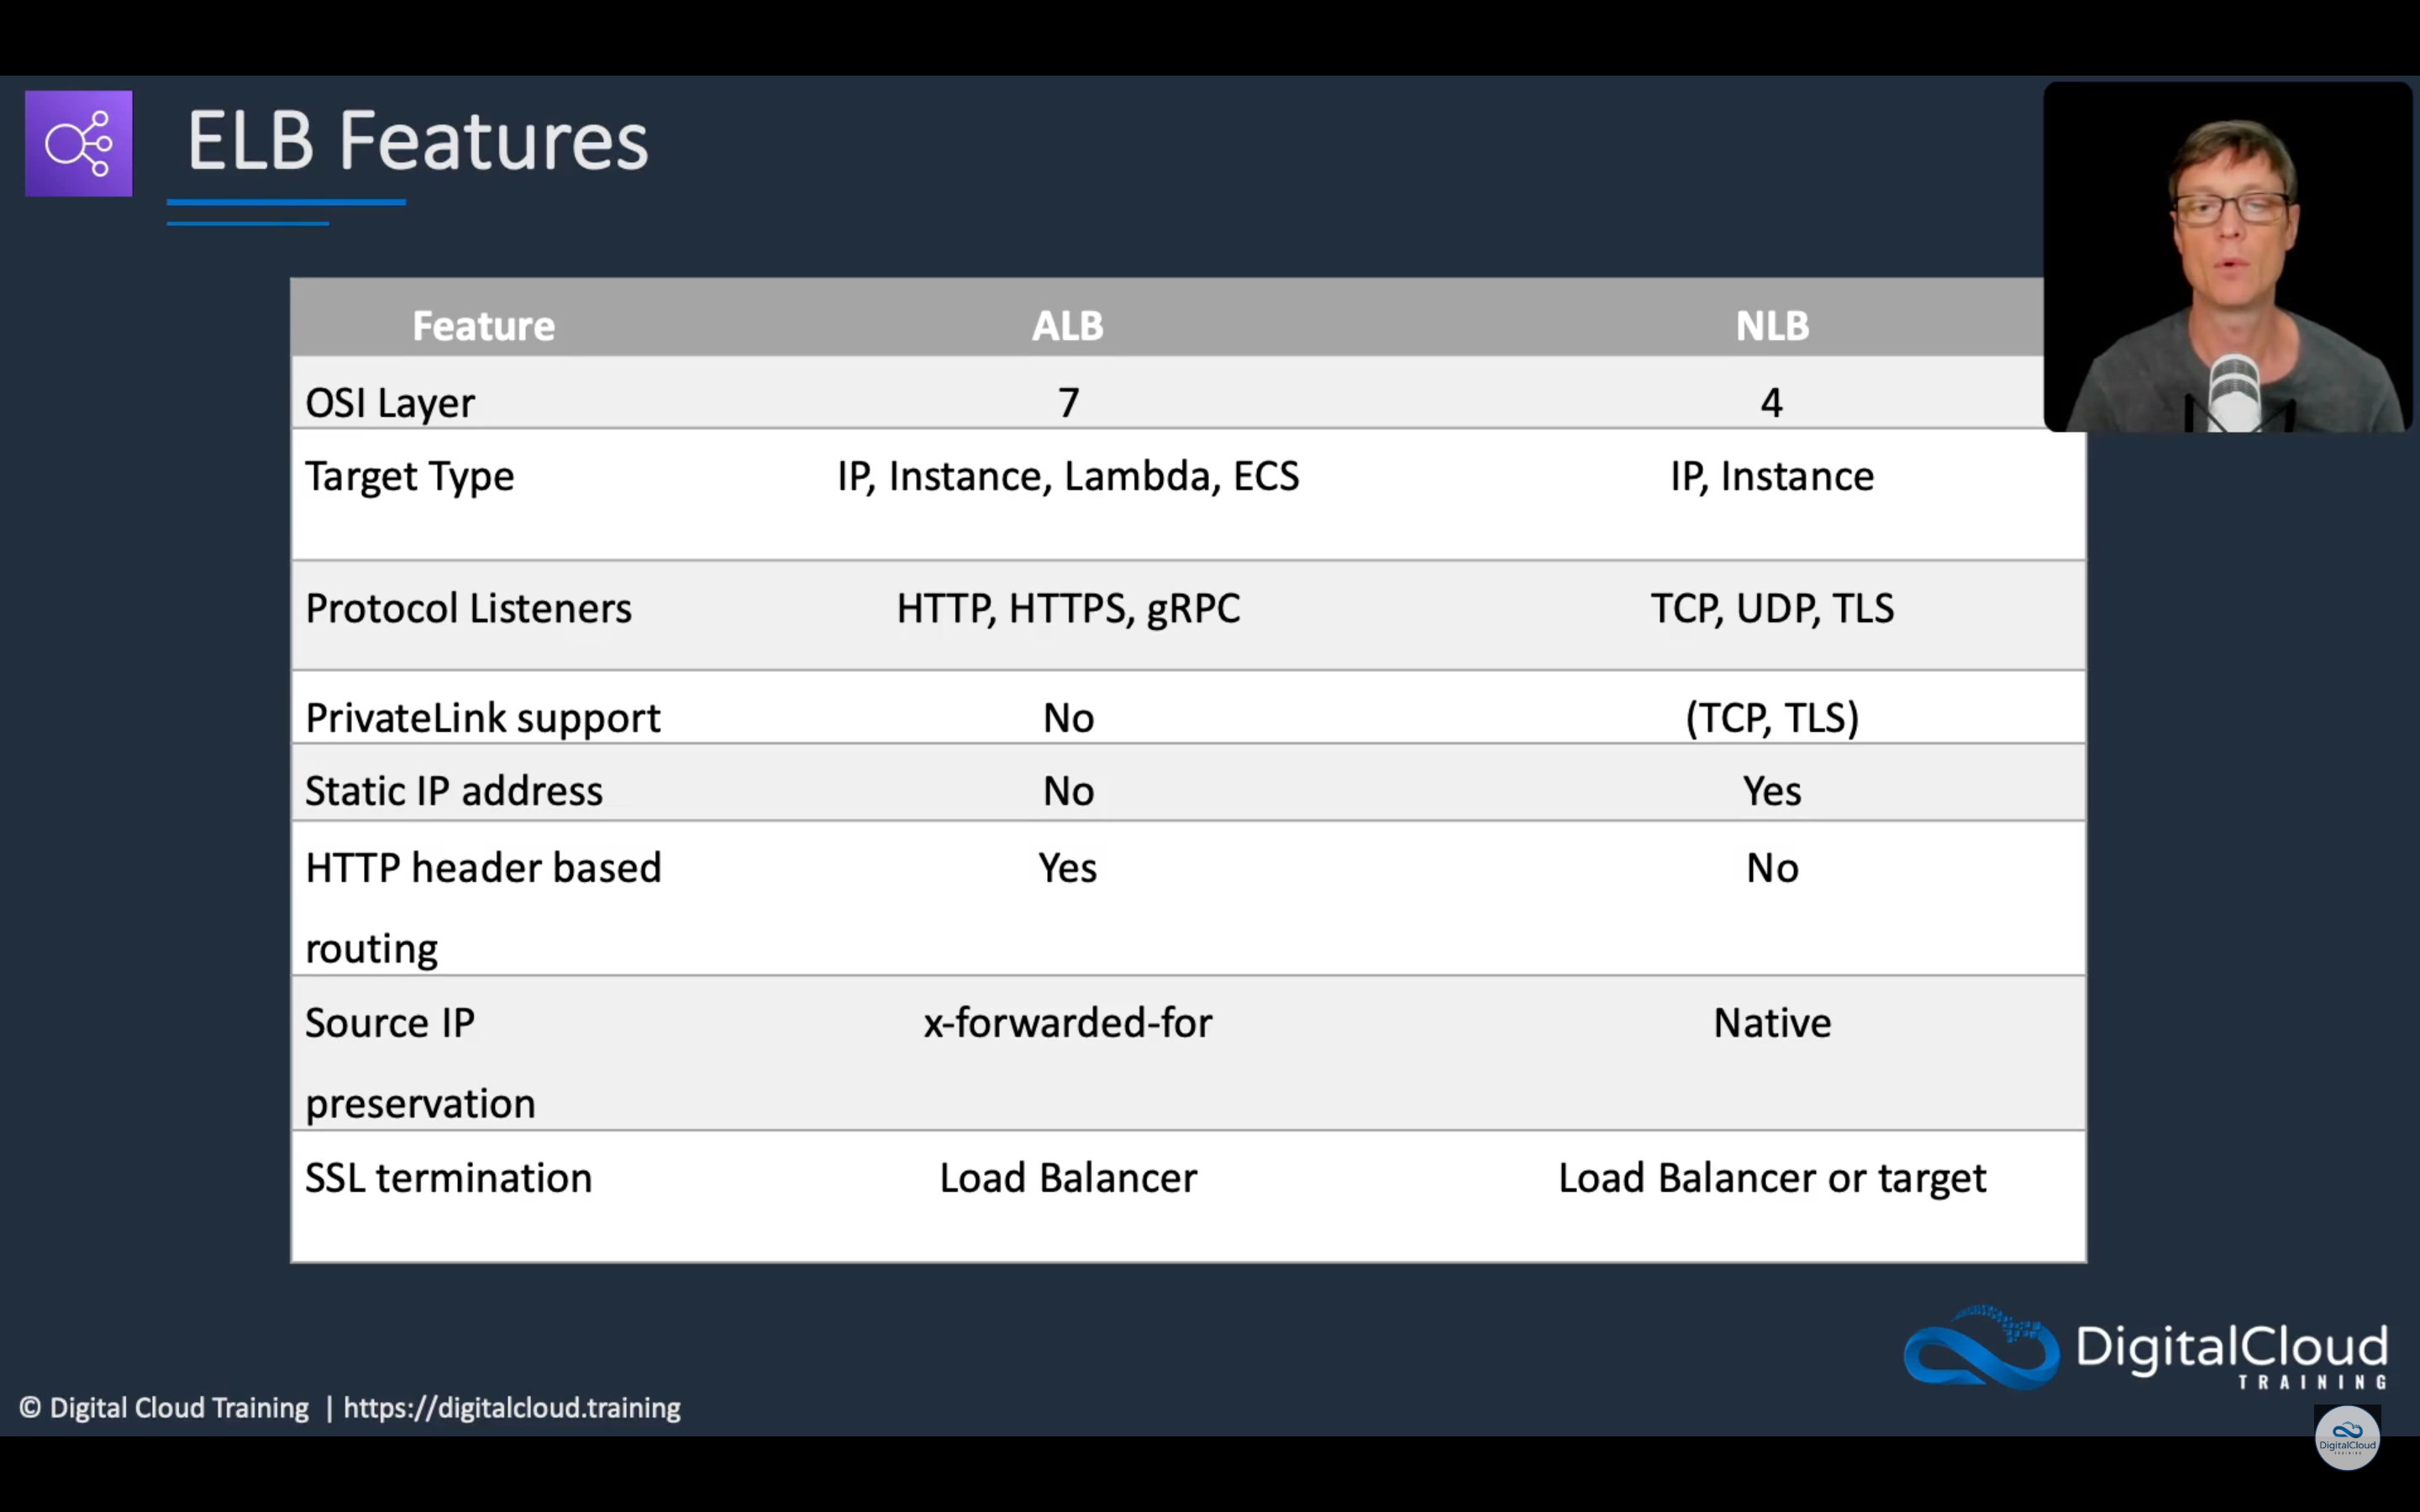 ELB Features
Feature ALB NLB
OSI Layer 7 4
Target Type IP, Instance, Lambda, ECS IP, Instance
Protocol Listeners HTTP, HTTPS, gRPC TCP, UDP, TLS
PrivateLink support No (TCP, TLS)
Static IP address No Yes
HTTP header based Yes No
routing
Source IP x-forwarded-for Native
preservation
SSL termination Load Balancer Load Balancer or target
DigitalCloud
TRAINING
© Digital Cloud Training | https://digitalcloud.training
DigitalCloud
TRAINING